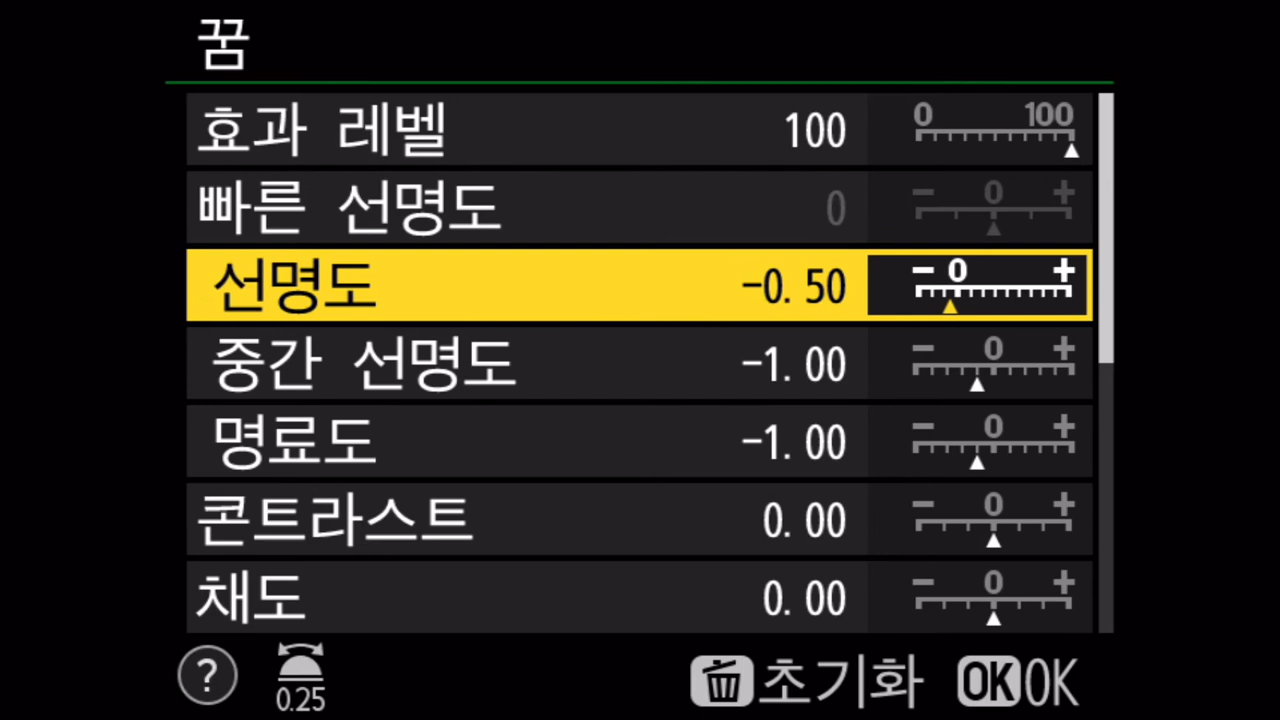 꿈
효과 레벨 100 0 100
빠른 선명도 0 − 0 +
선명도 −0.50 − 0 +
중간 선명도 −1.00 − 0 +
명료도 −1.00 − 0 +
콘트라스트 0.00 − 0 +
채도 0.00 − 0 +
? 0.25 초기화 OK OK